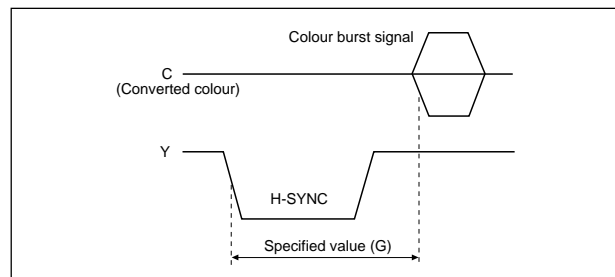 Colour burst signal
C
(Converted colour)
Y
H-SYNC
Specified value (G)